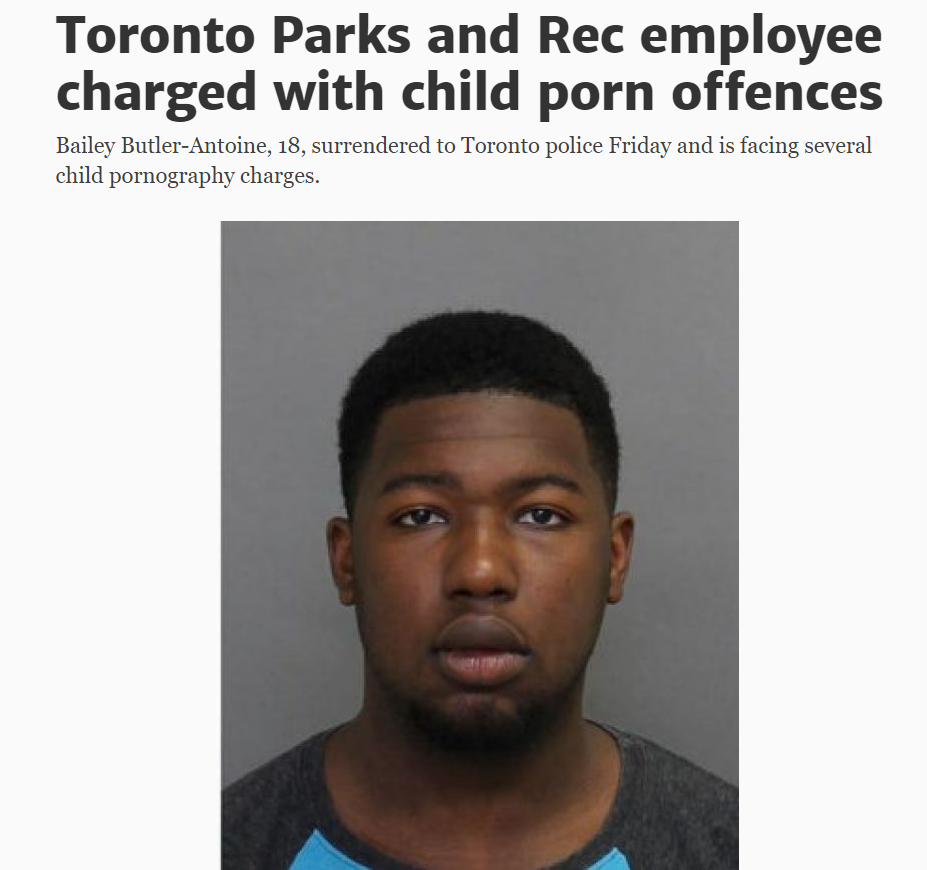 Toronto Parks and Rec employee
charged with child porn offences
Bailey Butler-Antoine, 18, surrendered to Toronto police Friday and is facing several
child pornography charges.